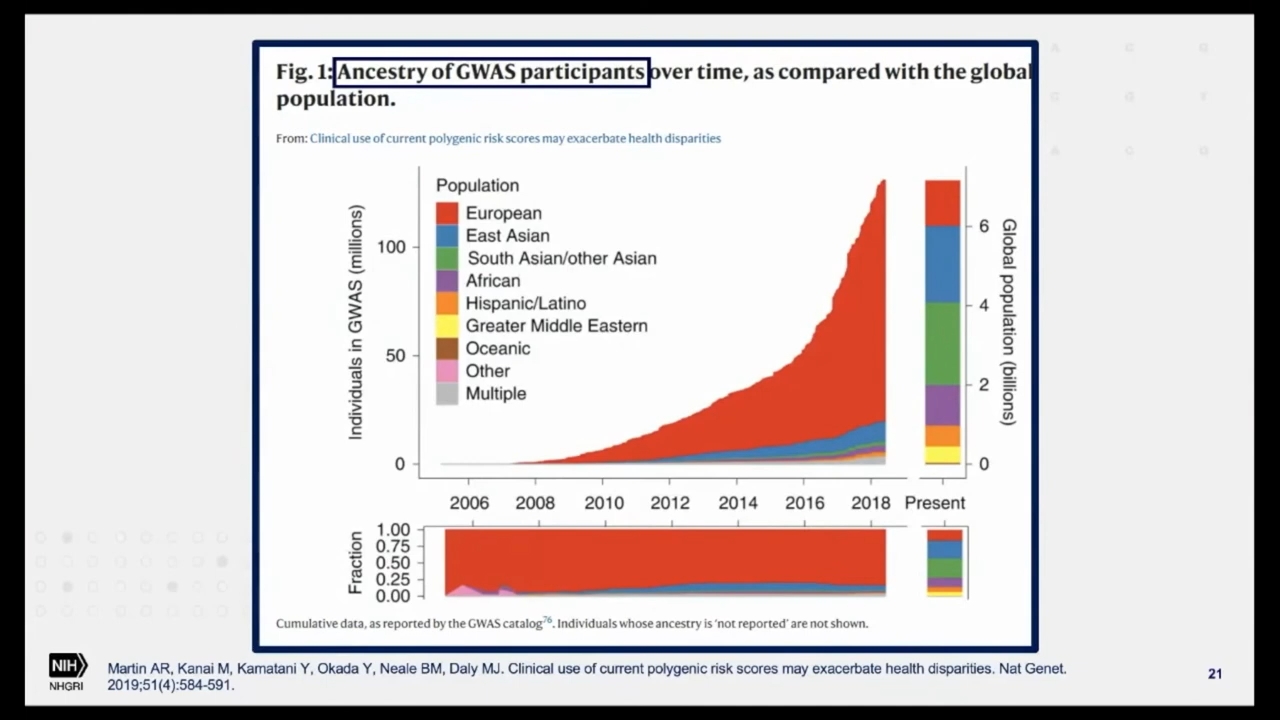 Fig. 1: Ancestry of GWAS participants over time, as compared with the global
population.
From: Clinical use of current polygenic risk scores may exacerbate health disparities
Population
European
East Asian
South Asian/other Asian
African
Hispanic/Latino
Greater Middle Eastern
Oceanic
Other
Multiple
Individuals in GWAS (millions)
100
50
0
Global population (billions)
6
4
2
0
2006 2008 2010 2012 2014 2016 2018 Present
Fraction
1.00
0.75
0.50
0.25
0.00
Cumulative data, as reported by the GWAS catalog76. Individuals whose ancestry is 'not reported' are not shown.
NIH
NHGRI
Martin AR, Kanai M, Kamatani Y, Okada Y, Neale BM, Daly MJ. Clinical use of current polygenic risk scores may exacerbate health disparities. Nat Genet.
2019;51(4):584-591.
21